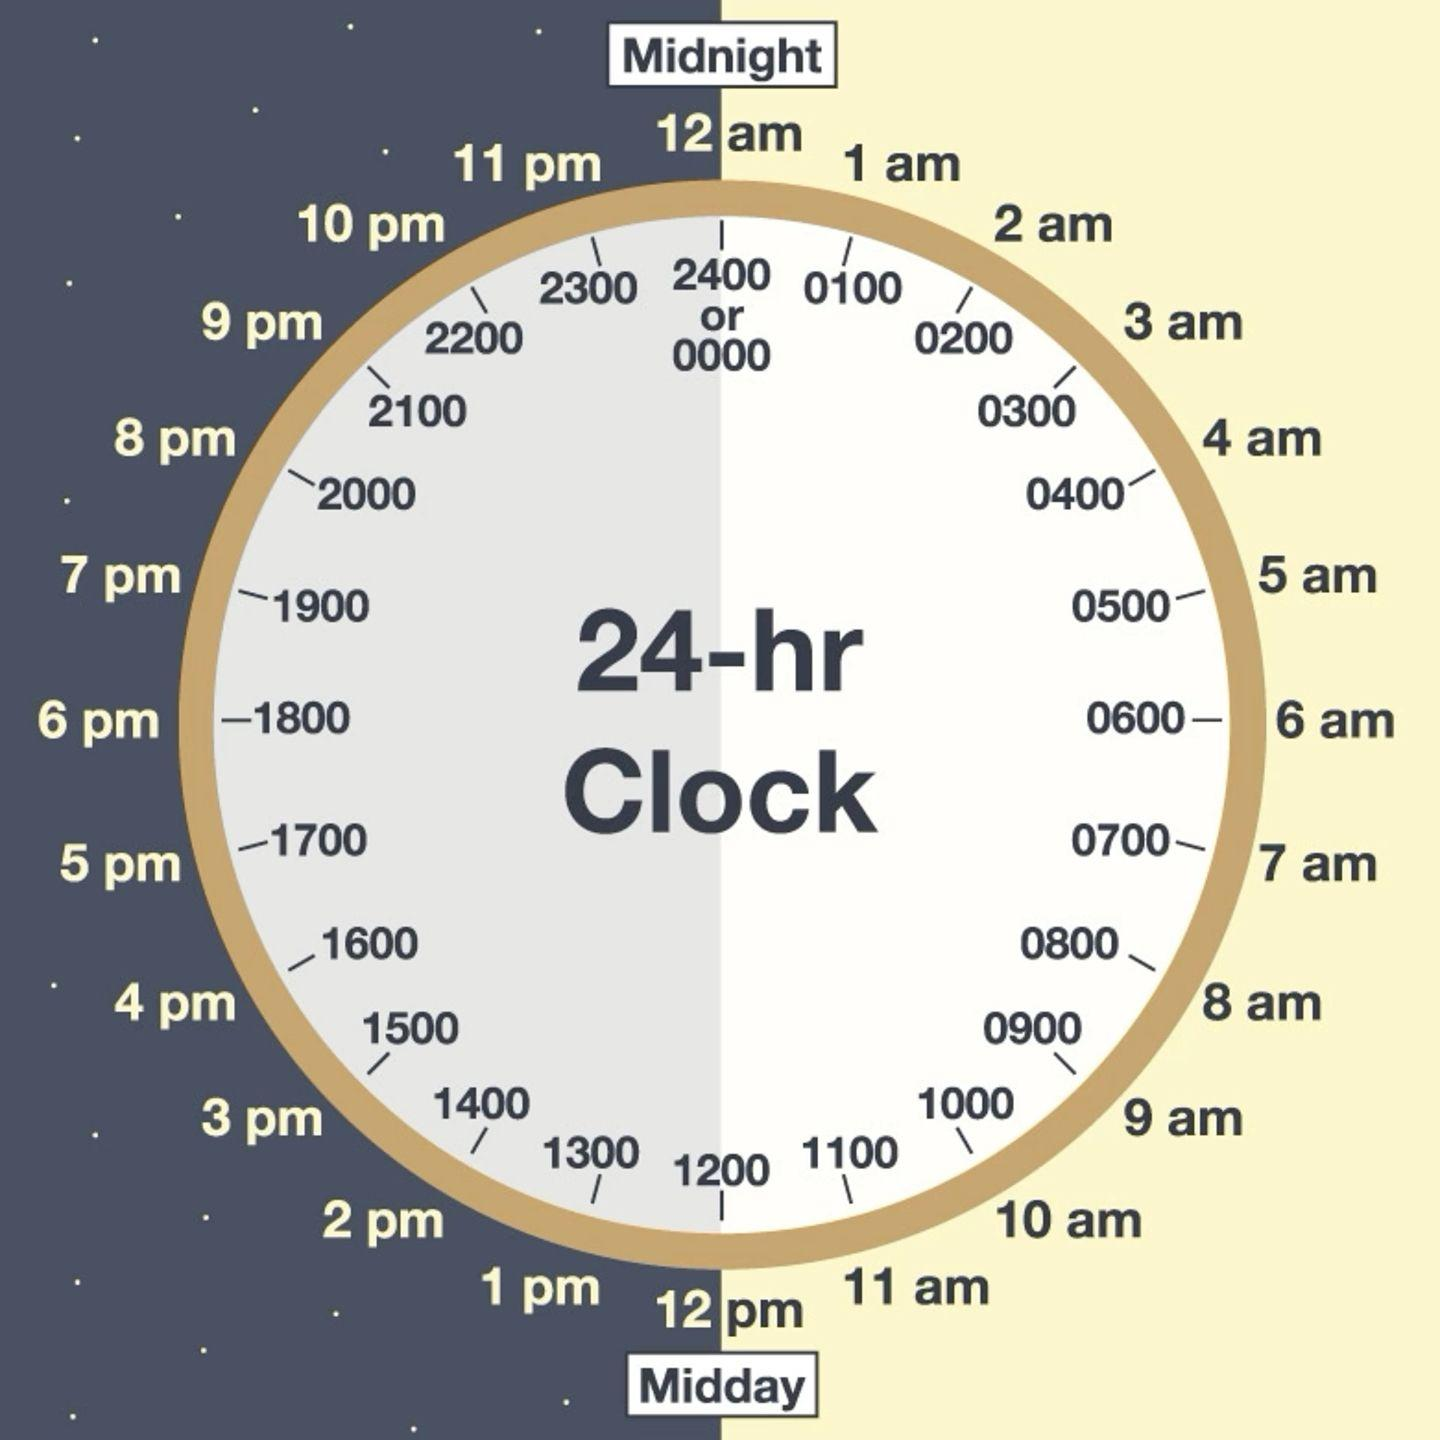 Midnight
12 am
11 pm
1 am
10 pm
2 am
9 pm
3 am
8 pm
4 am
7 pm
5 am
6 pm
6 am
5 pm
7 am
4 pm
8 am
3 pm
9 am
2 pm
10 am
1 pm
11 am
12 pm
Midday
2400
or
0000
2300
0100
2200
0200
2100
0300
2000
0400
1900
0500
1800
0600
1700
0700
1600
0800
1500
0900
1400
1000
1300
1100
1200
24-hr
Clock